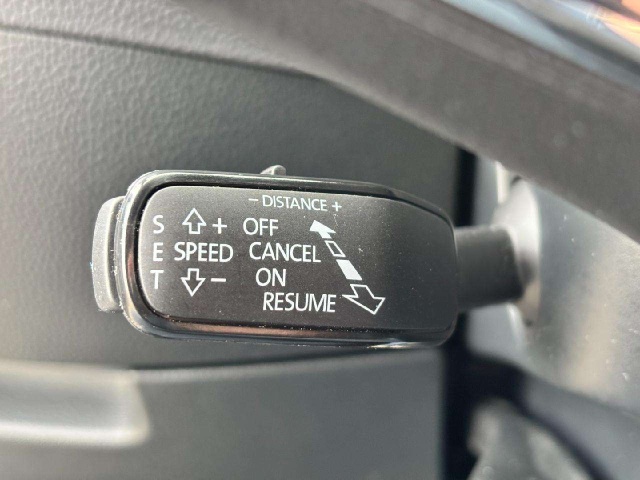 - DISTANCE +
S + OFF
E SPEED CANCEL
T - ON
RESUME